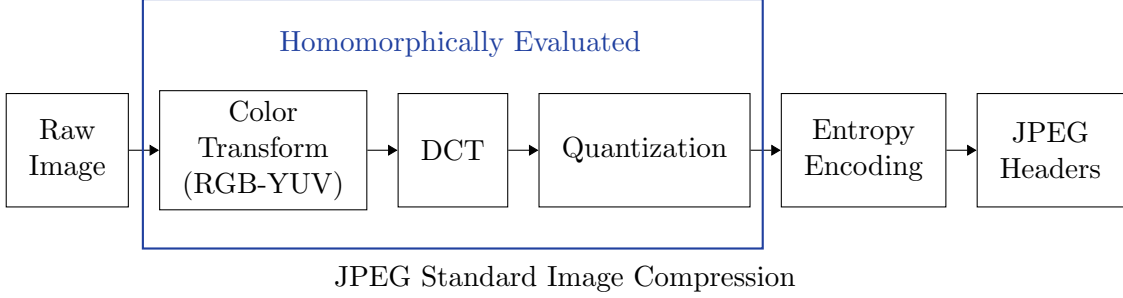 Homomorphically Evaluated
Raw
Image
Color
Transform
(RGB-YUV)
DCT
Quantization
Entropy
Encoding
JPEG
Headers
JPEG Standard Image Compression